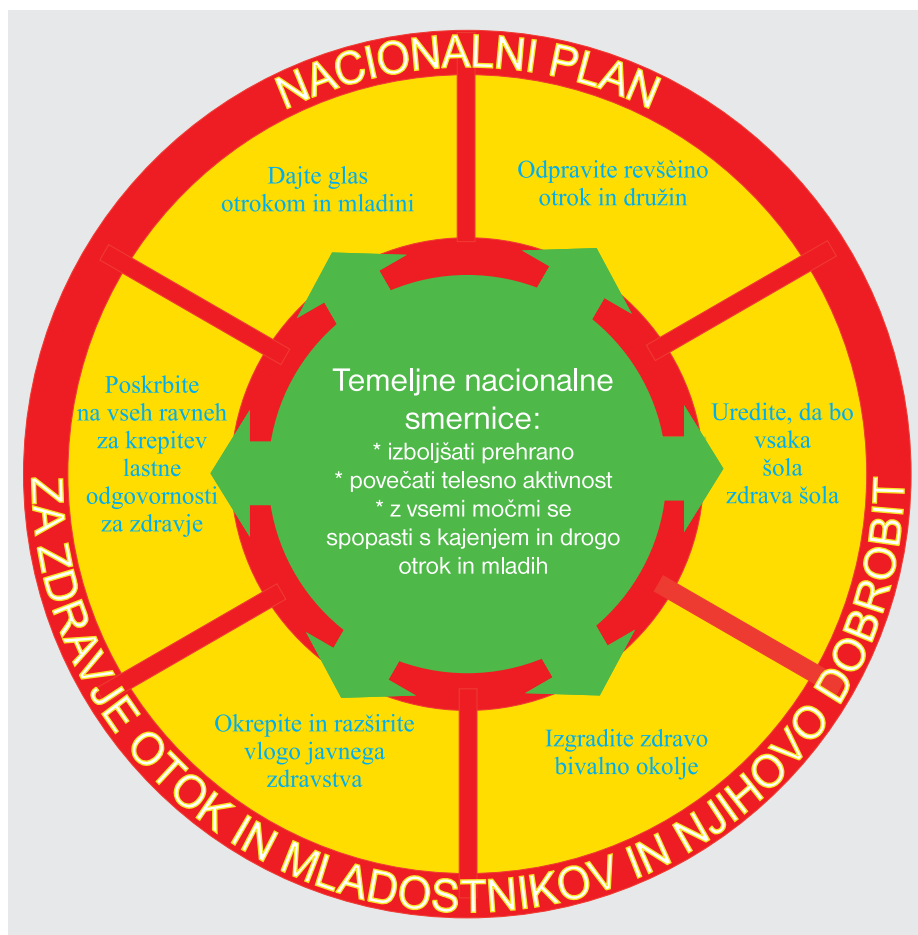 NACIONALNI PLAN
Dajte glas
otrokom in mladini
Odpravite revšèino
otrok in družin
Poskrbite
na vseh ravneh
za krepitev
lastne
odgovornosti
za zdravje
Temeljne nacionalne
smernice:
* izboljšati prehrano
* povečati telesno aktivnost
* z vsemi močmi se
spopasti s kajenjem in drogo
otrok in mladih
Uredite, da bo
vsaka
šola
zdrava šola
Okrepite in razširite
vlogo javnega
zdravstva
Izgradite zdravo
bivalno okolje
ZA ZDRAVJE OTOK IN MLADOSTNIKOV IN NJIHOVO DOBROBIT